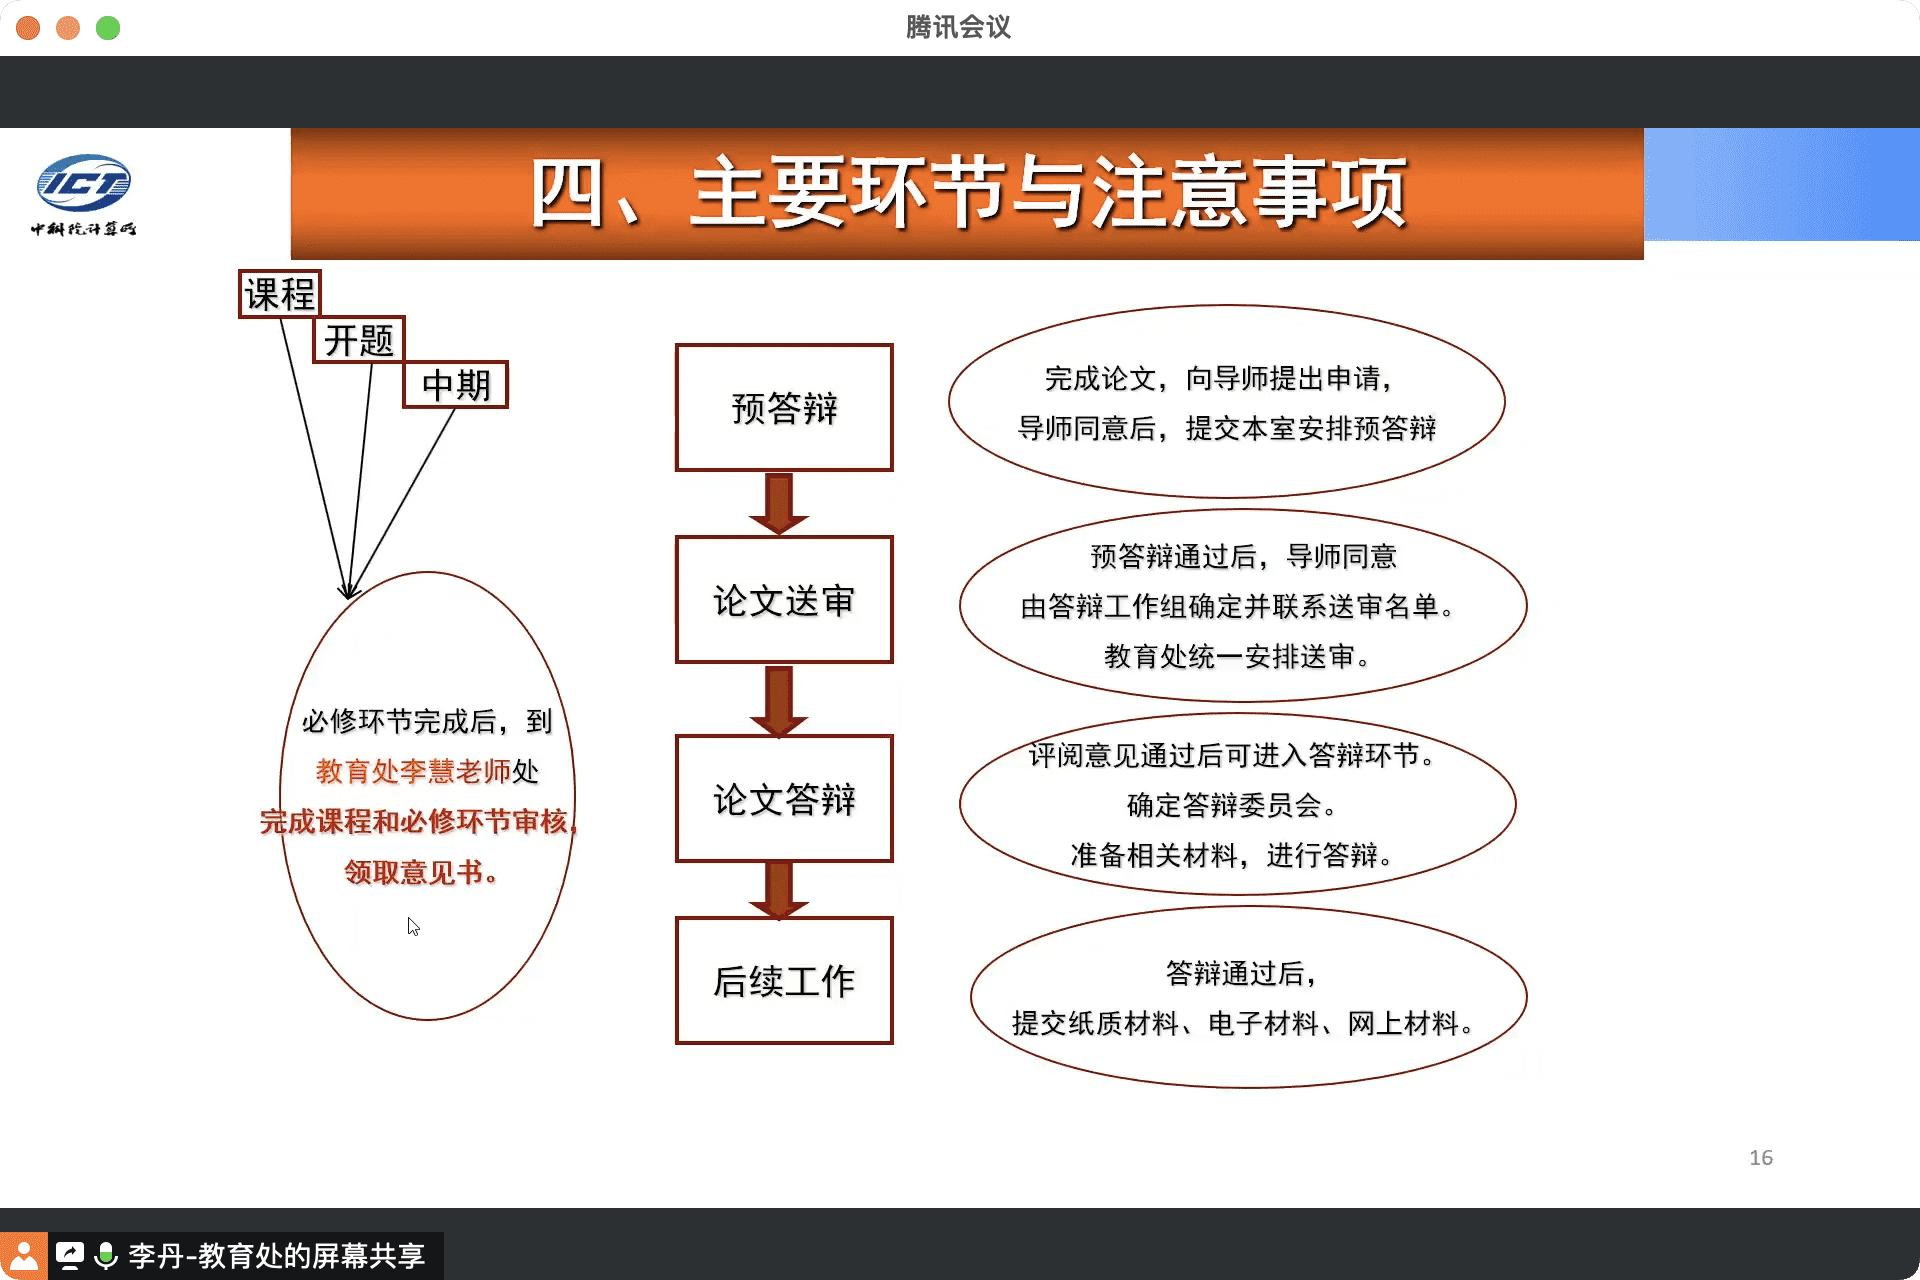 腾讯会议
ICT
中科院计算所
四、主要环节与注意事项
课程
开题
中期
必修环节完成后，到
教育处李慧老师处
完成课程和必修环节审核，
领取意见书。
预答辩
完成论文，向导师提出申请，
导师同意后，提交本室安排预答辩
论文送审
预答辩通过后，导师同意
由答辩工作组确定并联系送审名单。
教育处统一安排送审。
论文答辩
评阅意见通过后可进入答辩环节。
确定答辩委员会。
准备相关材料，进行答辩。
后续工作
答辩通过后，
提交纸质材料、电子材料、网上材料。
16
李丹-教育处的屏幕共享